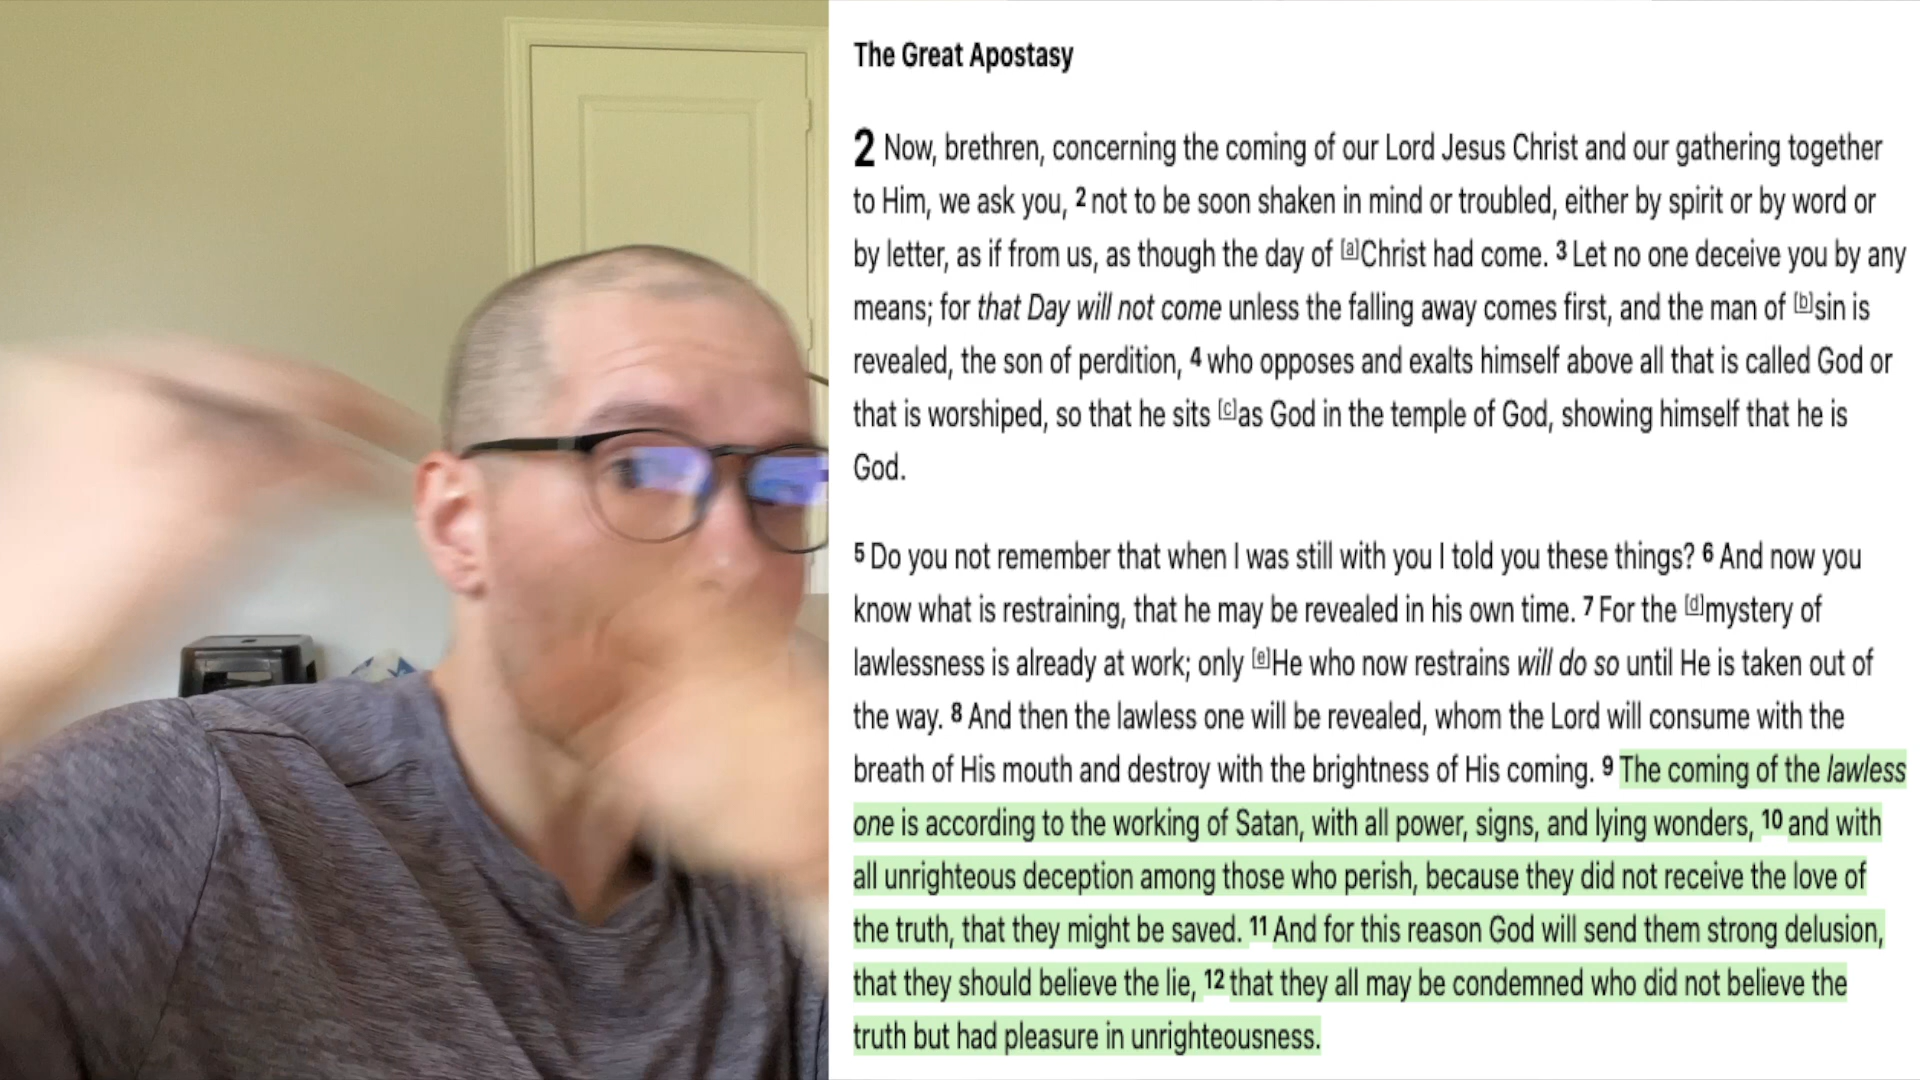 The Great Apostasy
2 Now, brethren, concerning the coming of our Lord Jesus Christ and our gathering together
to Him, we ask you, 2 not to be soon shaken in mind or troubled, either by spirit or by word or
by letter, as if from us, as though the day of [a]Christ had come. 3 Let no one deceive you by any
means; for that Day will not come unless the falling away comes first, and the man of [b]sin is
revealed, the son of perdition, 4 who opposes and exalts himself above all that is called God or
that is worshiped, so that he sits [c]as God in the temple of God, showing himself that he is
God.
5 Do you not remember that when I was still with you I told you these things? 6 And now you
know what is restraining, that he may be revealed in his own time. 7 For the [d]mystery of
lawlessness is already at work; only [e]He who now restrains will do so until He is taken out of
the way. 8 And then the lawless one will be revealed, whom the Lord will consume with the
breath of His mouth and destroy with the brightness of His coming. 9 The coming of the lawless
one is according to the working of Satan, with all power, signs, and lying wonders, 10 and with
all unrighteous deception among those who perish, because they did not receive the love of
the truth, that they might be saved. 11 And for this reason God will send them strong delusion,
that they should believe the lie, 12 that they all may be condemned who did not believe the
truth but had pleasure in unrighteousness.